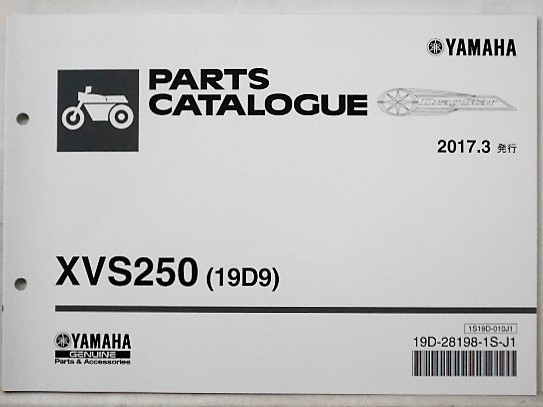 YAMAHA
PARTS
CATALOGUE
DragStar
2017.3 発行
XVS250 (19D9)
YAMAHA
GENUINE
Parts & Accessories
1S19D-010J1
19D-28198-1S-J1